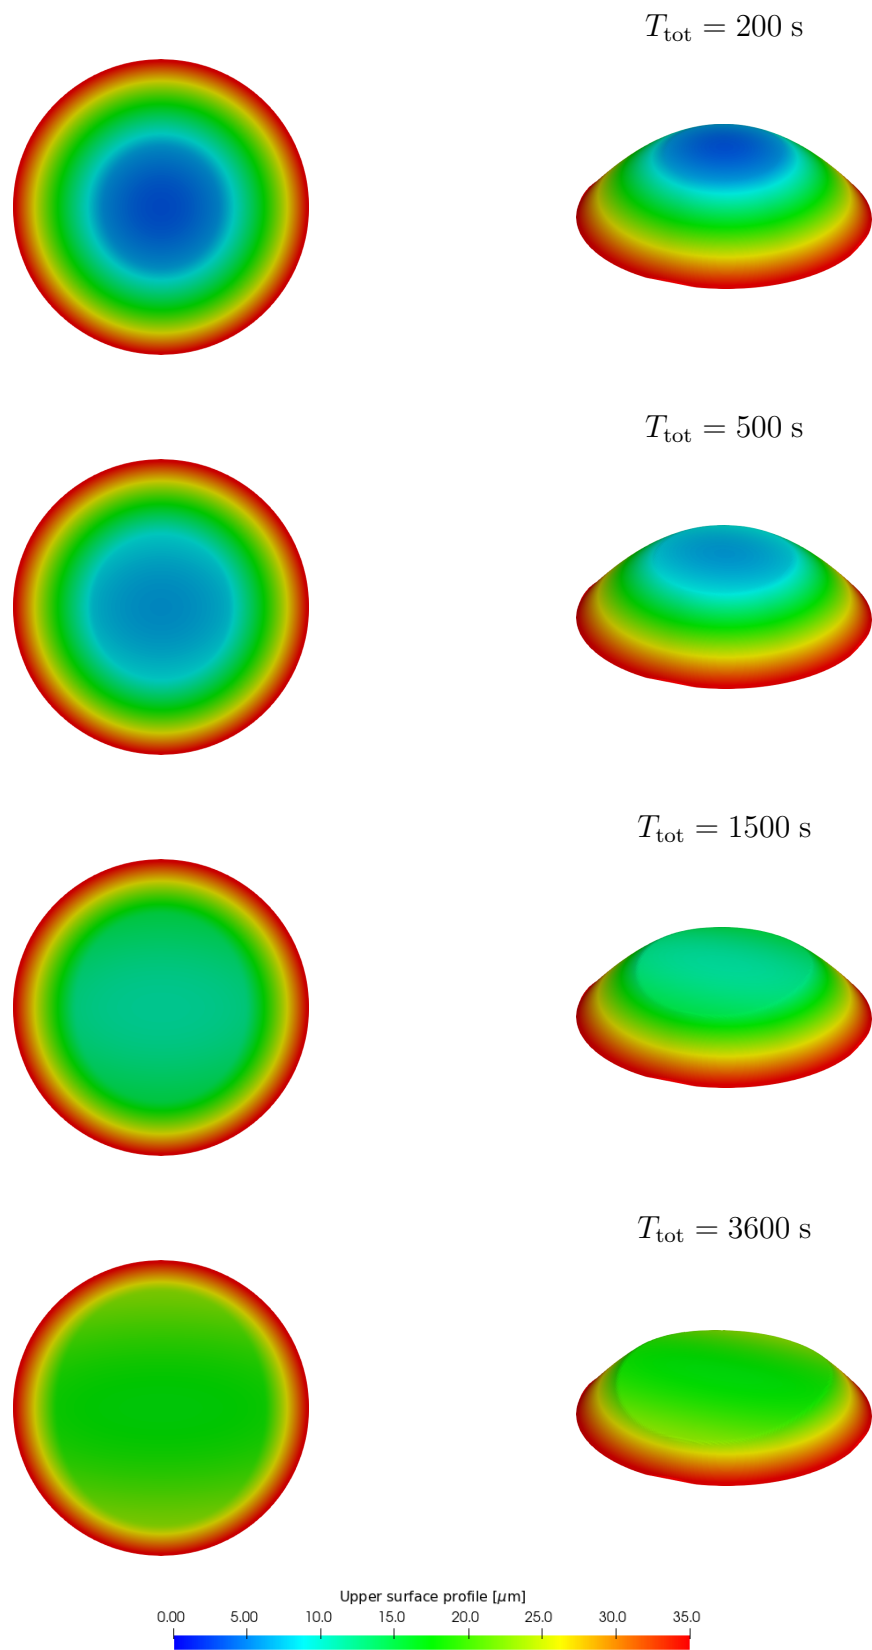 T_tot = 200 s
T_tot = 500 s
T_tot = 1500 s
T_tot = 3600 s
Upper surface profile [μm]
0.00 5.00 10.0 15.0 20.0 25.0 30.0 35.0